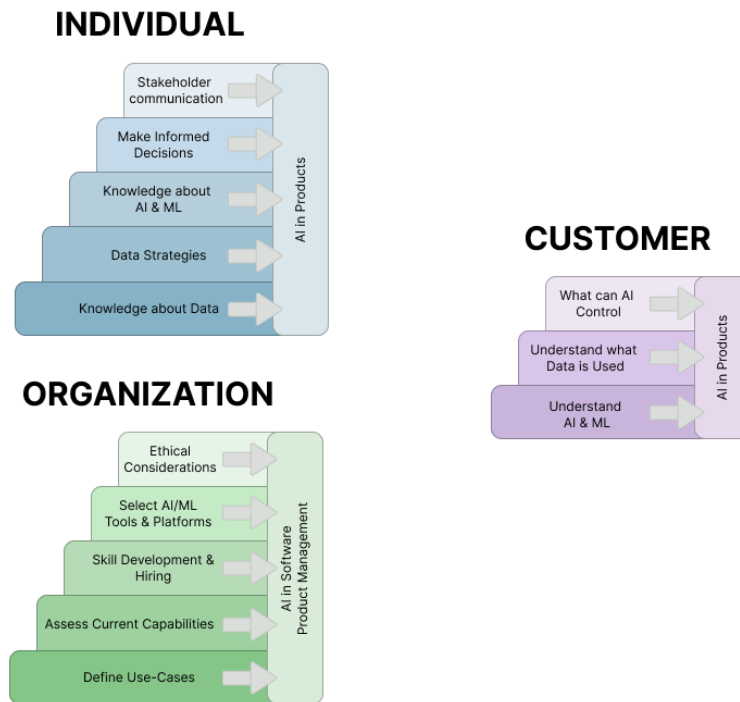 INDIVIDUAL
Stakeholder
communication
Make Informed
Decisions
Knowledge about
AI & ML
Data Strategies
Knowledge about Data
AI in Products
CUSTOMER
What can AI
Control
Understand what
Data is Used
Understand
AI & ML
AI in Products
ORGANIZATION
Ethical
Considerations
Select AI/ML
Tools & Platforms
Skill Development &
Hiring
Assess Current Capabilities
Define Use-Cases
AI in Software
Product Management